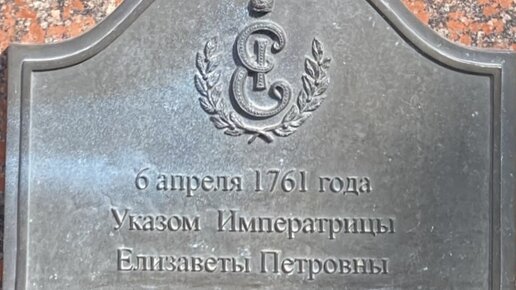 6 апреля 1761 года
Указом Императрицы
Елизаветы Петровны